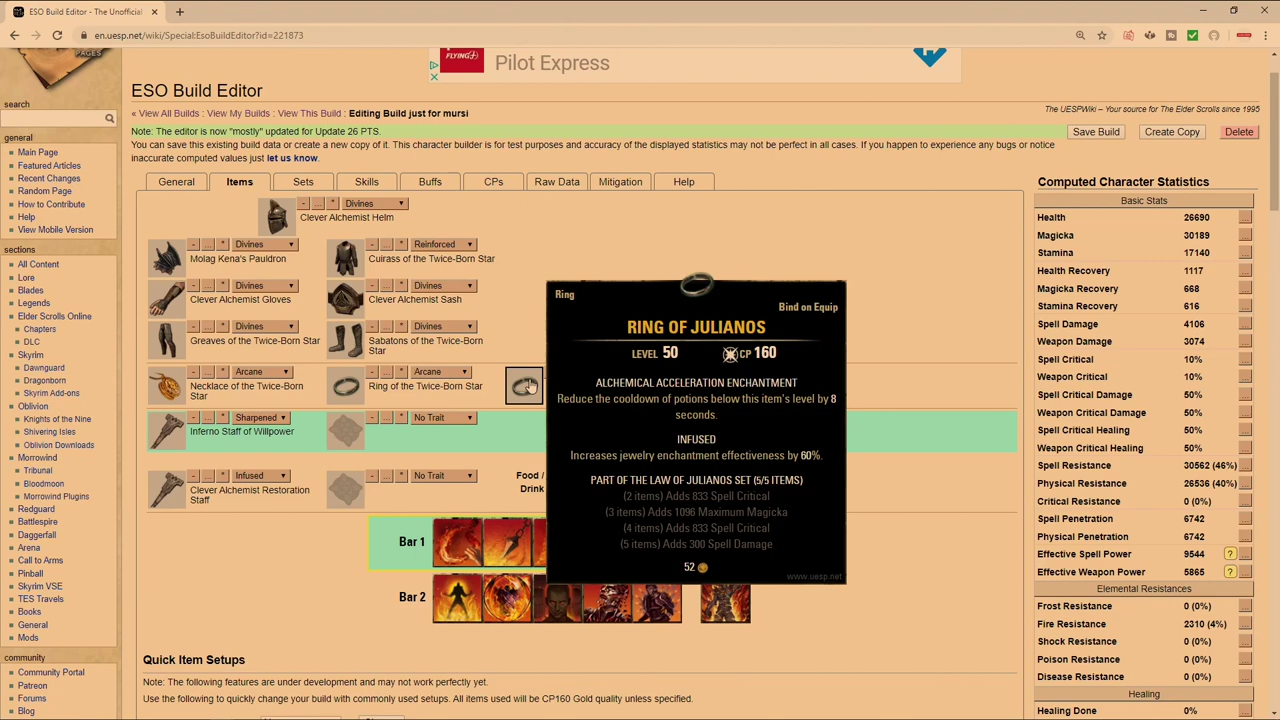 ESO Build Editor - The Unofficial
en.uesp.net/wiki/Special:EsoBuildEditor?id=221873
PAGES
FLYING
Pilot Express
ESO Build Editor
The UESPWiki – Your source for The Elder Scrolls since 1995
« View All Builds : View My Builds : View This Build : Editing Build just for mursi
Note: The editor is now "mostly" updated for Update 26 PTS.
You can save this existing build data or create a new copy of it. This character builder is for test purposes and accuracy of the displayed statistics may not be perfect in all cases. If you happen to experience any bugs or notice
inaccurate computed values just let us know.
Save Build
Create Copy
Delete
search
general
Main Page
Featured Articles
Recent Changes
Random Page
How to Contribute
Help
View Mobile Version
sections
All Content
Lore
Blades
Legends
Elder Scrolls Online
Chapters
DLC
Skyrim
Dawnguard
Dragonborn
Skyrim Add-ons
Oblivion
Knights of the Nine
Shivering Isles
Oblivion Downloads
Morrowind
Tribunal
Bloodmoon
Morrowind Plugins
Redguard
Battlespire
Daggerfall
Arena
Call to Arms
Pinball
Skyrim VSE
TES Travels
Books
General
Mods
community
Community Portal
Patreon
Forums
Blog
General
Items
Sets
Skills
Buffs
CPs
Raw Data
Mitigation
Help
- ... * Divines
Clever Alchemist Helm
- ... * Divines
Molag Kena's Pauldron
- ... * Reinforced
Cuirass of the Twice-Born Star
- ... * Divines
Clever Alchemist Gloves
- ... * Divines
Clever Alchemist Sash
- ... * Divines
Greaves of the Twice-Born Star
- ... * Divines
Sabatons of the Twice-Born
Star
- ... * Arcane
Necklace of the Twice-Born
Star
- ... * Arcane
Ring of the Twice-Born Star
- ... * Sharpened
Inferno Staff of Willpower
- ... * No Trait
- ... * Infused
Clever Alchemist Restoration
Staff
- ... * No Trait
Food /
Drink
Bar 1
Bar 2
Ring
Bind on Equip
RING OF JULIANOS
LEVEL 50 CP 160
ALCHEMICAL ACCELERATION ENCHANTMENT
Reduce the cooldown of potions below this item's level by 8
seconds.
INFUSED
Increases jewelry enchantment effectiveness by 60%.
PART OF THE LAW OF JULIANOS SET (5/5 ITEMS)
(2 items) Adds 833 Spell Critical
(3 items) Adds 1096 Maximum Magicka
(4 items) Adds 833 Spell Critical
(5 items) Adds 300 Spell Damage
52
www.uesp.net
Quick Item Setups
Note: The following features are under development and may not work perfectly yet.
Use the following to quickly change your build with commonly used setups. All items used will be CP160 Gold quality unless specified.
Computed Character Statistics
Basic Stats
Health 26690 ...
Magicka 30189 ...
Stamina 17140 ...
Health Recovery 1117 ...
Magicka Recovery 668 ...
Stamina Recovery 616 ...
Spell Damage 4106 ...
Weapon Damage 3074 ...
Spell Critical 10% ...
Weapon Critical 10% ...
Spell Critical Damage 50% ...
Weapon Critical Damage 50% ...
Spell Critical Healing 50% ...
Weapon Critical Healing 50% ...
Spell Resistance 30562 (46%) ...
Physical Resistance 26536 (40%) ...
Critical Resistance 0 (0%) ...
Spell Penetration 6742 ...
Physical Penetration 6742 ...
Effective Spell Power 9544 ? ...
Effective Weapon Power 5865 ? ...
Elemental Resistances
Frost Resistance 0 (0%) ...
Fire Resistance 2310 (4%) ...
Shock Resistance 0 (0%) ...
Poison Resistance 0 (0%) ...
Disease Resistance 0 (0%) ...
Healing
Healing Done 0% ...